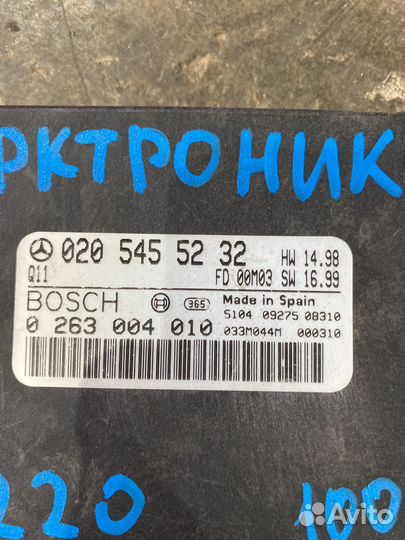 РКТРОНИК
020 545 52 32 HW 14.98
Q11 FD 00M03 SW 16.99
BOSCH 365 Made in Spain
0 263 004 010 5104 09275 08310
033M044M 000310
220 100
Avito